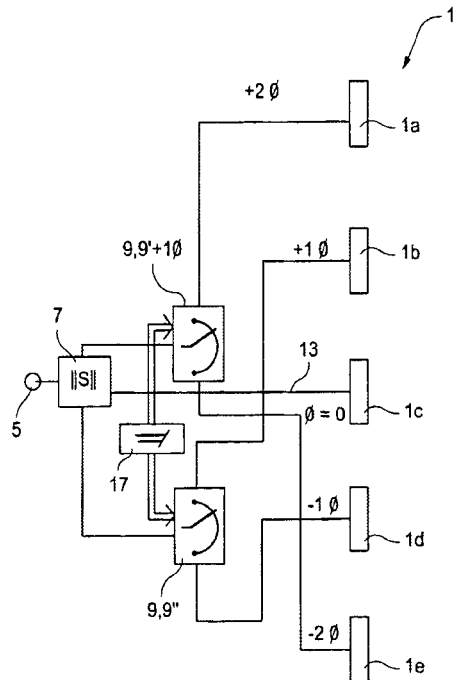 1
+2 Ø
1a
9,9'+1Ø
+1 Ø
1b
7
||S||
13
5
Ø = 0
1c
17
-1 Ø
1d
9,9"
-2 Ø
1e